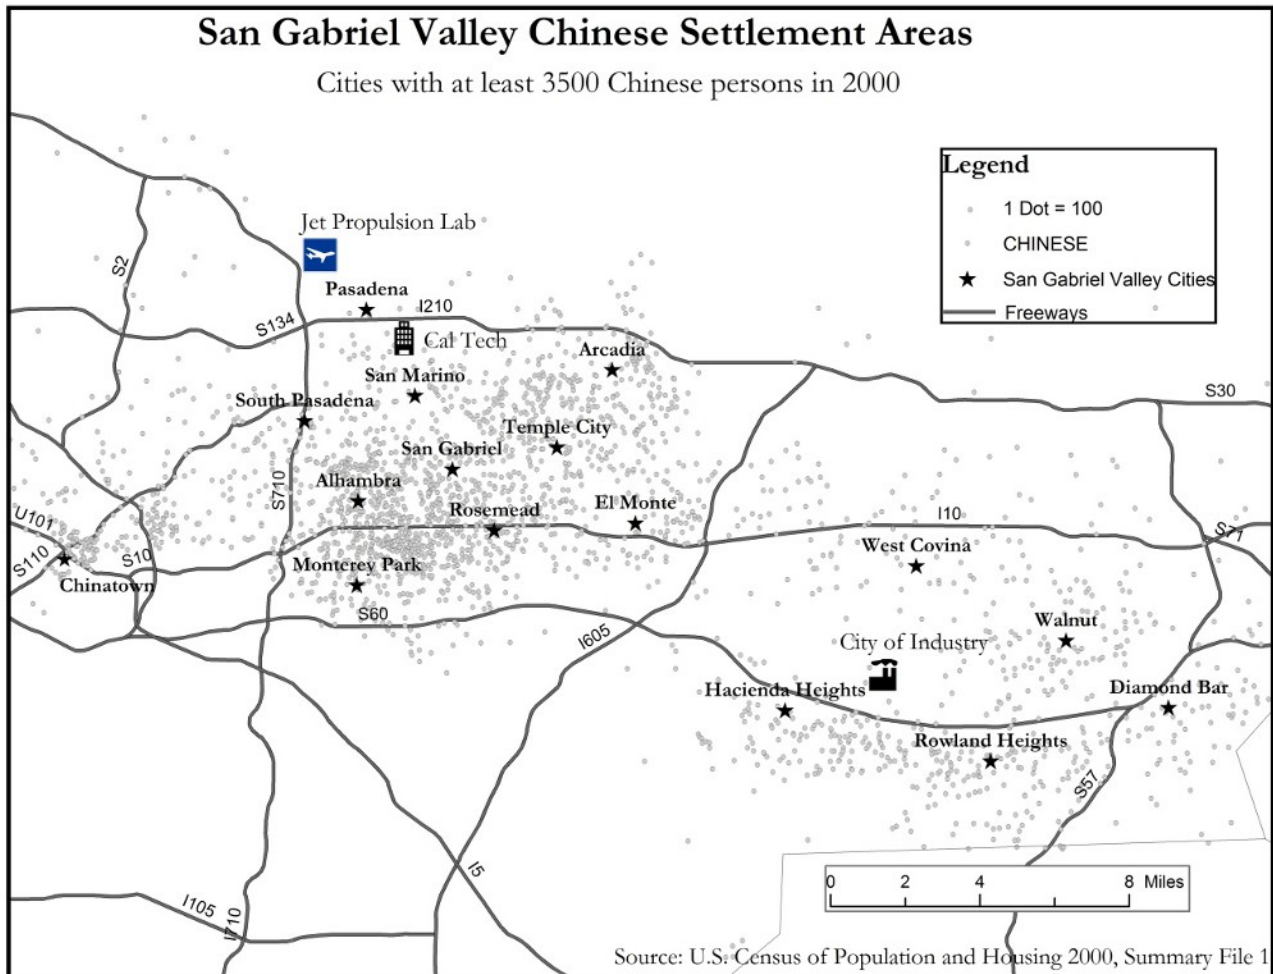 San Gabriel Valley Chinese Settlement Areas
Cities with at least 3500 Chinese persons in 2000
Legend
1 Dot = 100
CHINESE
San Gabriel Valley Cities
Freeways
Jet Propulsion Lab
S2
Pasadena
I210
S134
Cal Tech
Arcadia
San Marino
S30
South Pasadena
Temple City
San Gabriel
Alhambra
S710
Rosemead
El Monte
I10
U101
S71
West Covina
S110
S10
Chinatown
Monterey Park
S60
Walnut
I605
City of Industry
Hacienda Heights
Diamond Bar
Rowland Heights
S57
I5
0 2 4 8 Miles
I105
I710
Source: U.S. Census of Population and Housing 2000, Summary File 1